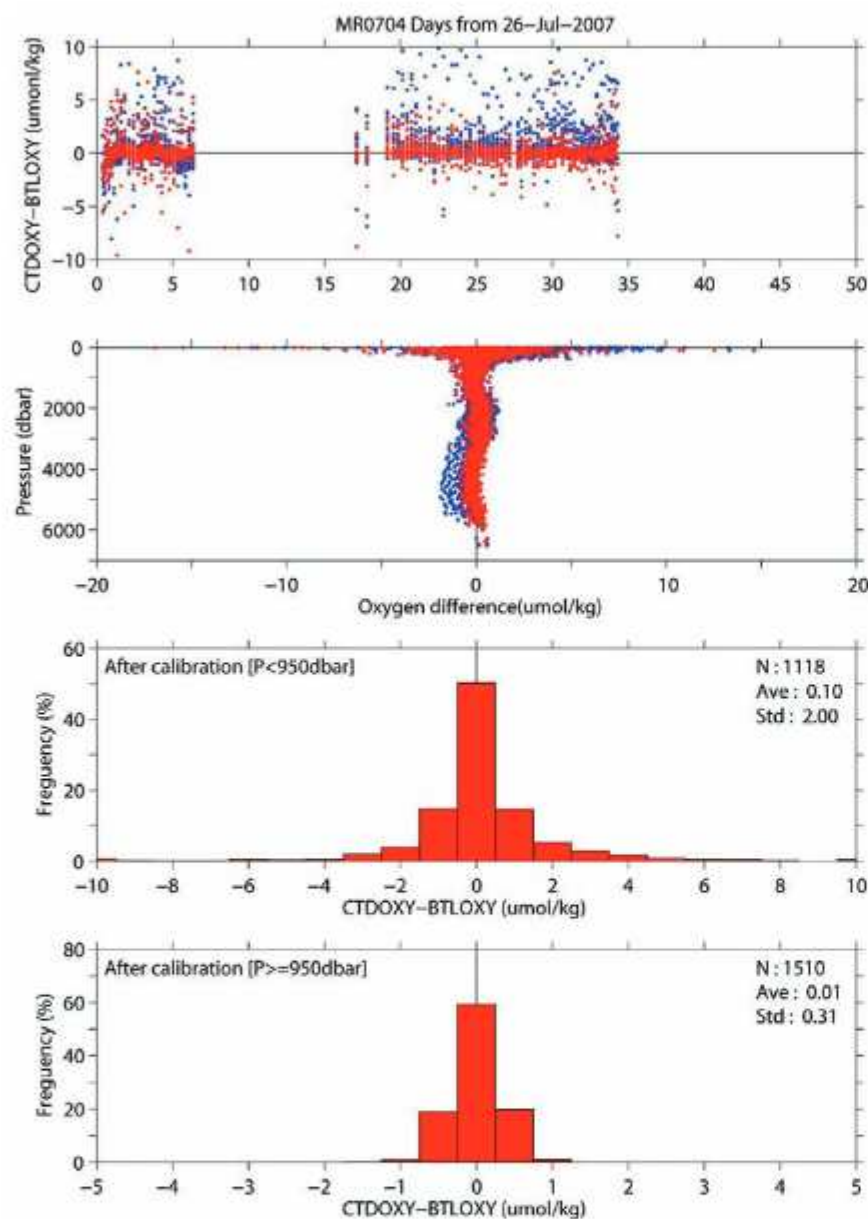 MR0704 Days from 26−Jul−2007
10
5
0
−5
−10
CTDOXY−BTLOXY (umonl/kg)
0 5 10 15 20 25 30 35 40 45 50
0
2000
4000
6000
Pressure (dbar)
−20 −10 0 10 20
Oxygen difference(umol/kg)
60
40
20
0
Freguency (%)
After calibration [P<950dbar]
N : 1118
Ave : 0.10
Std : 2.00
−10 −8 −6 −4 −2 0 2 4 6 8 10
CTDOXY−BTLOXY (umol/kg)
80
60
40
20
0
Freguency (%)
After calibration [P>=950dbar]
N : 1510
Ave : 0.01
Std : 0.31
−5 −4 −3 −2 −1 0 1 2 3 4 5
CTDOXY−BTLOXY (umol/kg)